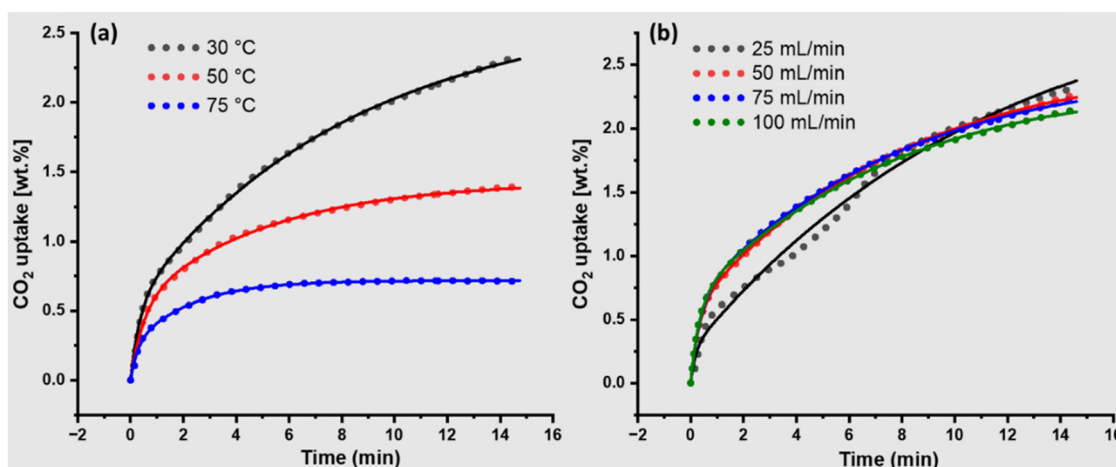 (a)
30 °C
50 °C
75 °C
CO₂ uptake [wt.%]
2.5
2.0
1.5
1.0
0.5
0.0
−2 0 2 4 6 8 10 12 14 16
Time (min)
(b)
25 mL/min
50 mL/min
75 mL/min
100 mL/min
CO₂ uptake [wt.%]
2.5
2.0
1.5
1.0
0.5
0.0
−2 0 2 4 6 8 10 12 14 16
Time (min)